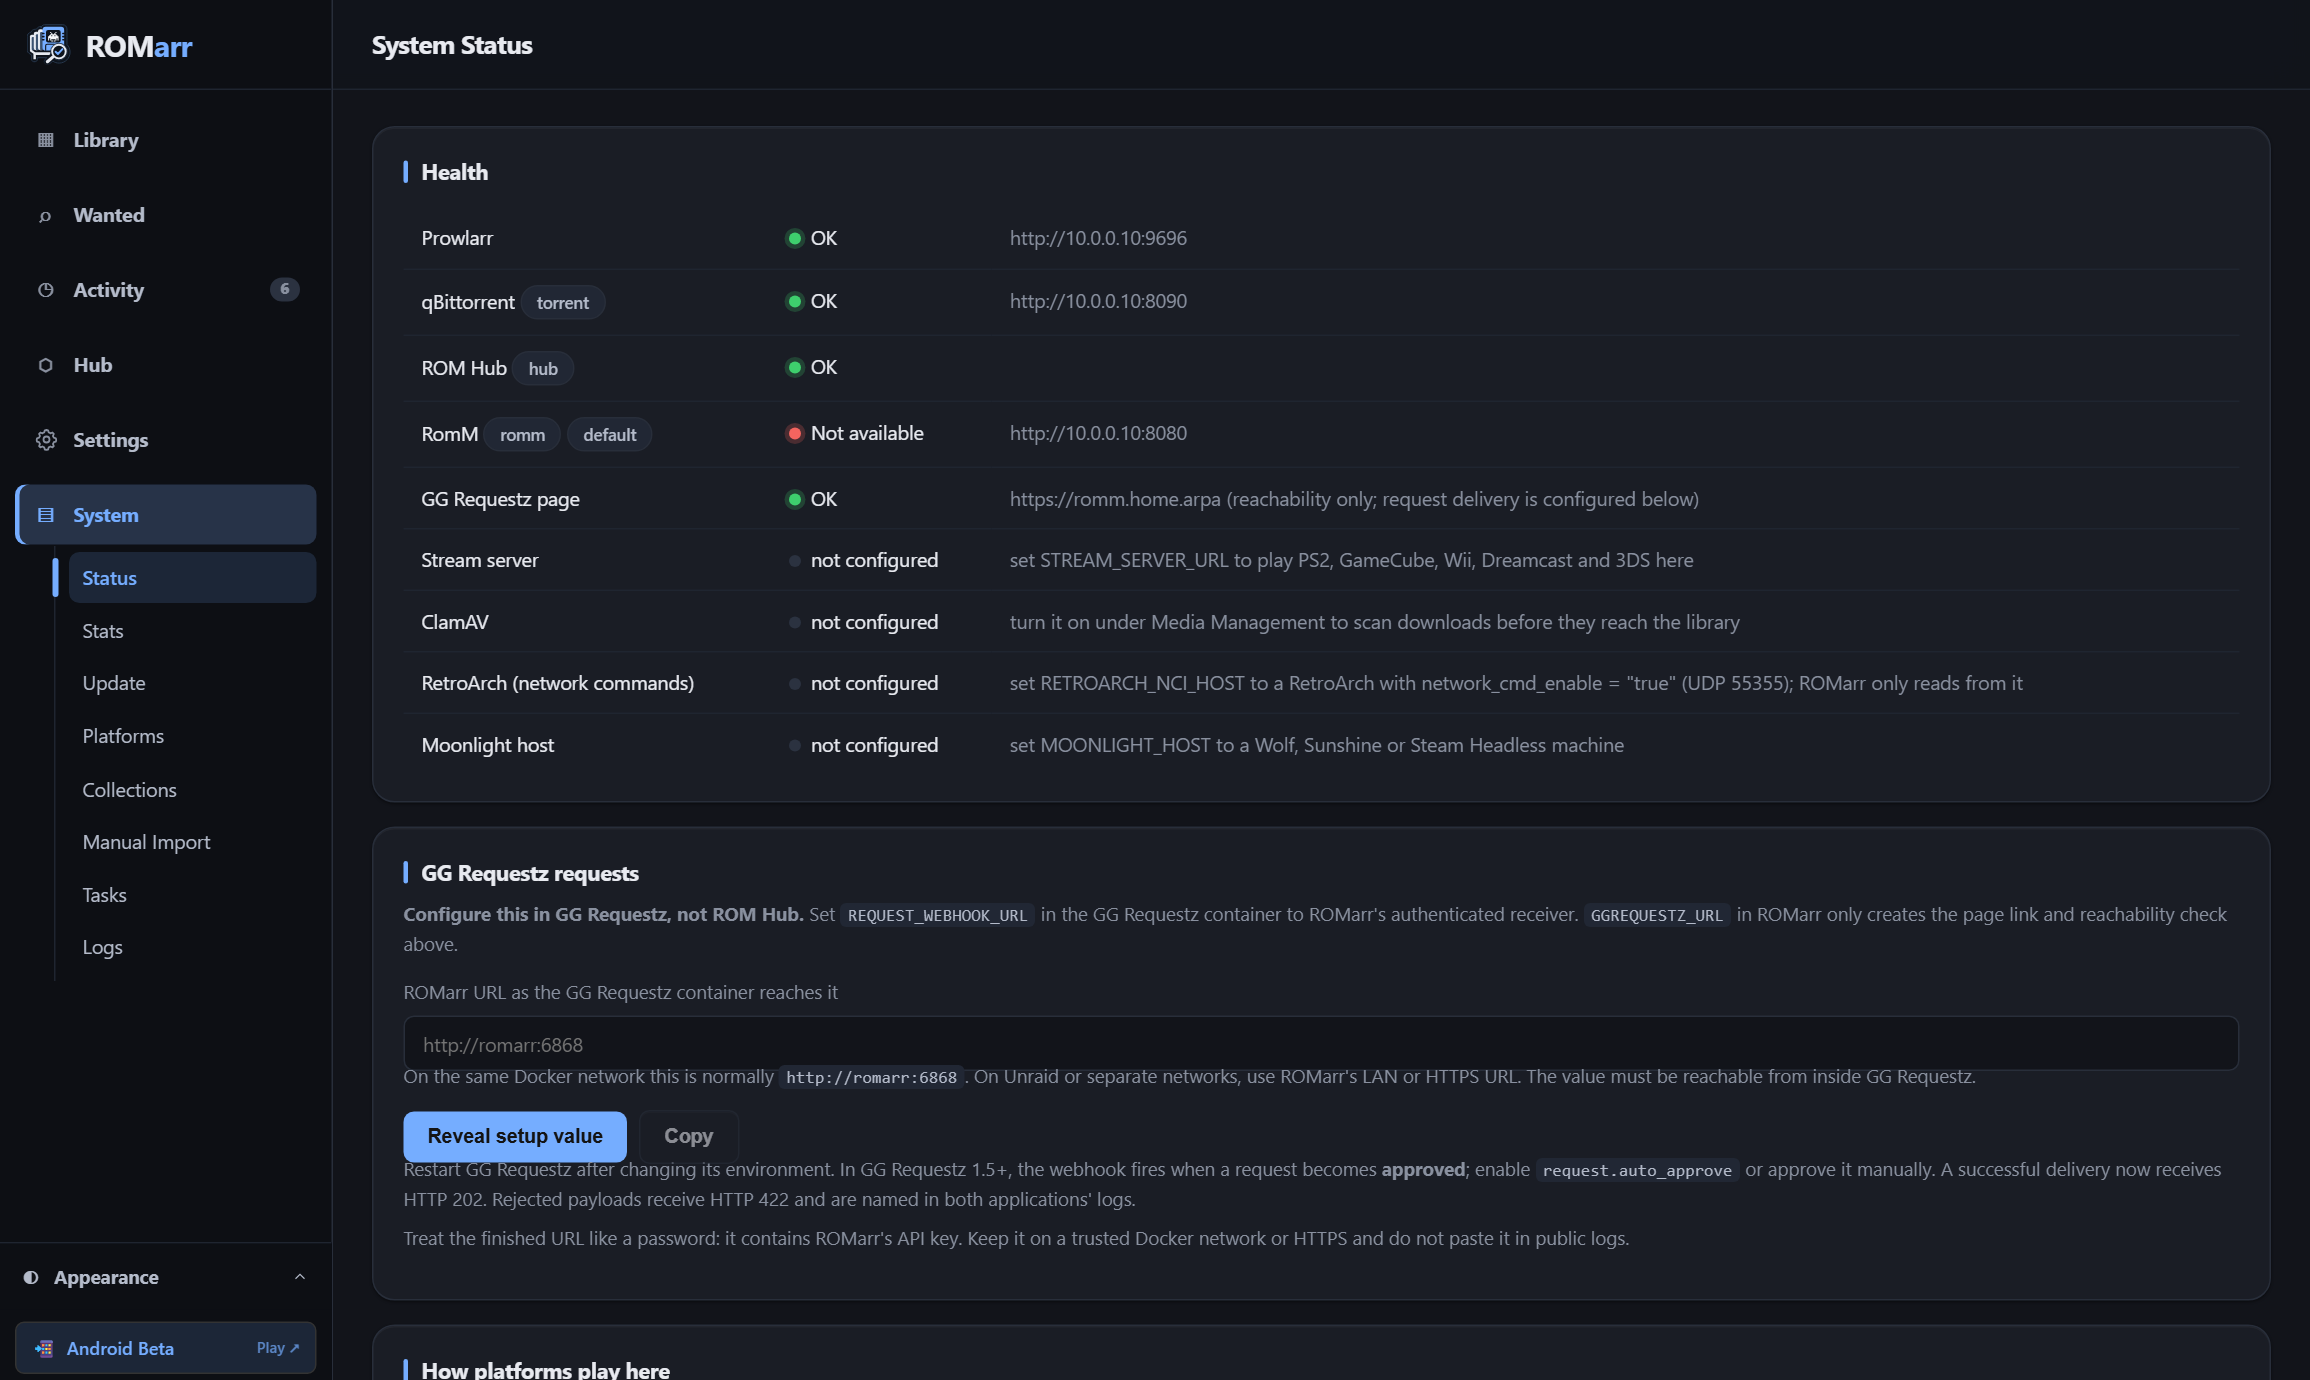 ROMarr
System Status
Library
Wanted
Activity 6
Hub
Settings
System
Status
Stats
Update
Platforms
Collections
Manual Import
Tasks
Logs
Appearance
Android Beta Play ↗
Health
Prowlarr OK http://10.0.0.10:9696
qBittorrent torrent OK http://10.0.0.10:8090
ROM Hub hub OK
RomM romm default Not available http://10.0.0.10:8080
GG Requestz page OK https://romm.home.arpa (reachability only; request delivery is configured below)
Stream server not configured set STREAM_SERVER_URL to play PS2, GameCube, Wii, Dreamcast and 3DS here
ClamAV not configured turn it on under Media Management to scan downloads before they reach the library
RetroArch (network commands) not configured set RETROARCH_NCI_HOST to a RetroArch with network_cmd_enable = "true" (UDP 55355); ROMarr only reads from it
Moonlight host not configured set MOONLIGHT_HOST to a Wolf, Sunshine or Steam Headless machine
GG Requestz requests
Configure this in GG Requestz, not ROM Hub. Set REQUEST_WEBHOOK_URL in the GG Requestz container to ROMarr's authenticated receiver. GGREQUESTZ_URL in ROMarr only creates the page link and reachability check
above.
ROMarr URL as the GG Requestz container reaches it
http://romarr:6868
On the same Docker network this is normally http://romarr:6868. On Unraid or separate networks, use ROMarr's LAN or HTTPS URL. The value must be reachable from inside GG Requestz.
Reveal setup value Copy
Restart GG Requestz after changing its environment. In GG Requestz 1.5+, the webhook fires when a request becomes approved; enable request.auto_approve or approve it manually. A successful delivery now receives
HTTP 202. Rejected payloads receive HTTP 422 and are named in both applications' logs.
Treat the finished URL like a password: it contains ROMarr's API key. Keep it on a trusted Docker network or HTTPS and do not paste it in public logs.
How platforms play here